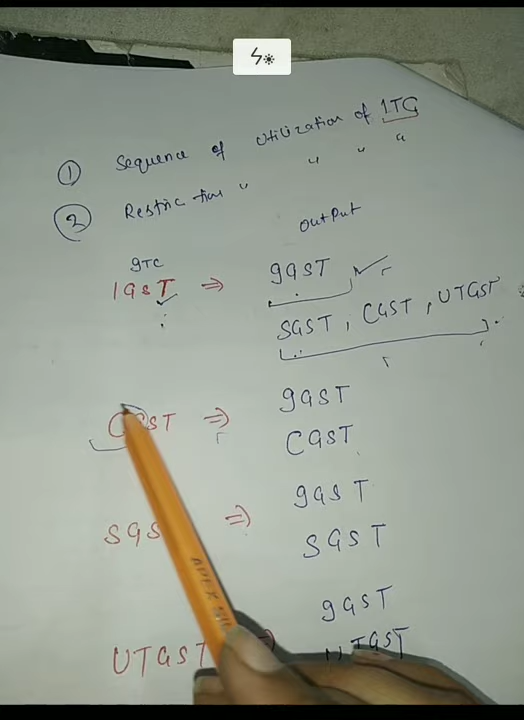 ① Sequence of Utilization of ITC
② Restriction " " " "
ITC OUTPUT
IGST ⇒ IGST ✓
SGST, CGST, UTGST
CGST ⇒ IGST
CGST
SGST ⇒ IGST
SGST
UTGST ⇒ IGST
UTGST